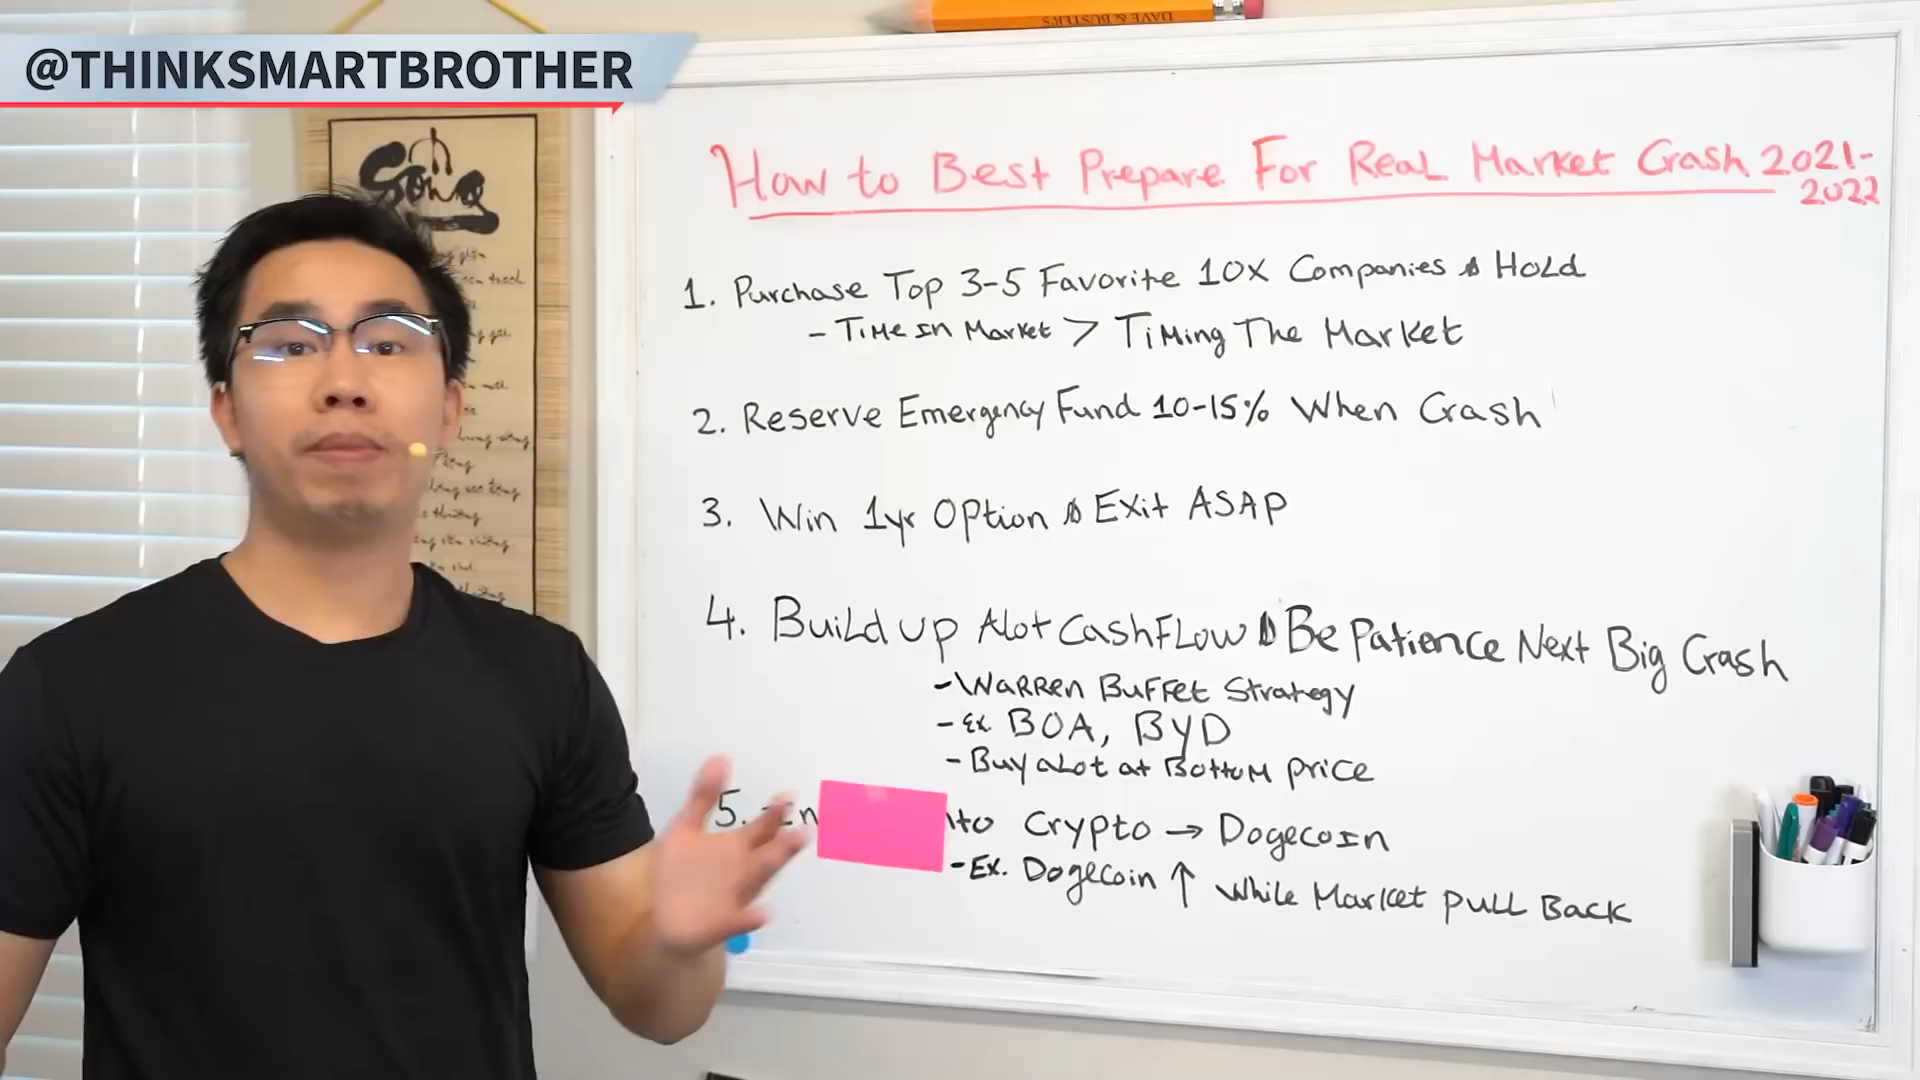 DAVE & BUSTER'S
@THINKSMARTBROTHER
Sống
How to Best Prepare For Real Market Crash 2021-
2022
1. Purchase Top 3-5 Favorite 10x Companies & Hold
- Time In Market > Timing The Market
2. Reserve Emergency Fund 10-15% When Crash
3. Win 1yr Option & Exit ASAP
4. Build up Alot CashFlow & Be Patience Next Big Crash
- Warren Buffet Strategy
- Ex. BOA, BYD
- Buy alot at Bottom price
5. Crypto → Dogecoin
- Ex. Dogecoin ↑ While Market Pull Back